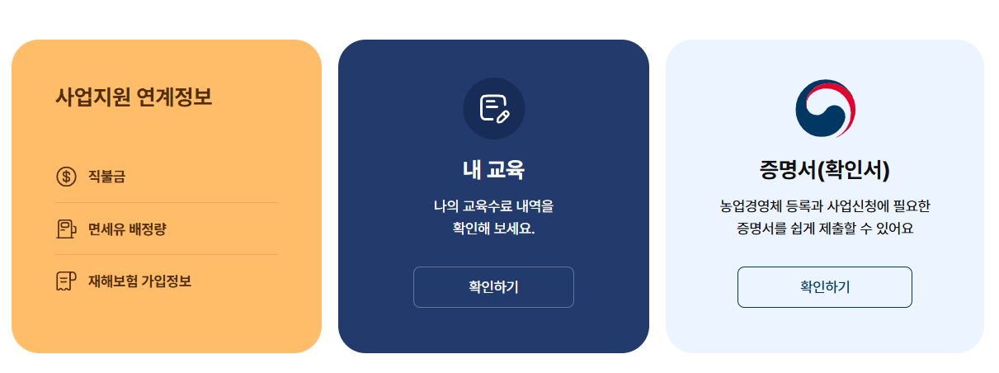 사업지원 연계정보
직불금
면세유 배정량
재해보험 가입정보
내 교육
나의 교육수료 내역을
확인해 보세요.
확인하기
증명서(확인서)
농업경영체 등록과 사업신청에 필요한
증명서를 쉽게 제출할 수 있어요
확인하기